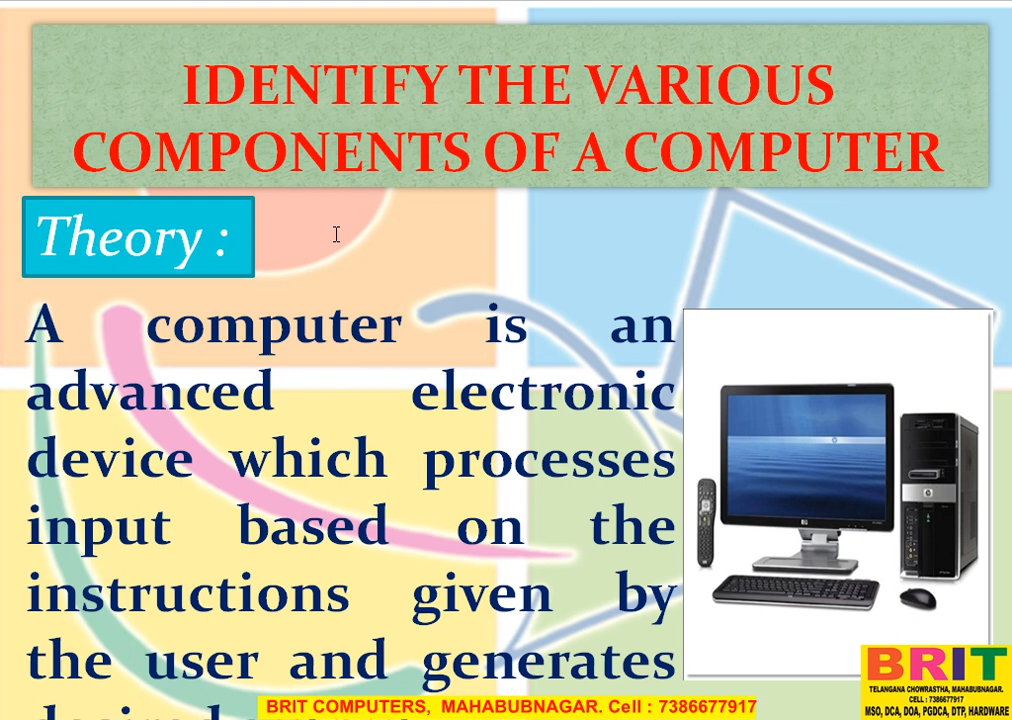 IDENTIFY THE VARIOUS
COMPONENTS OF A COMPUTER
Theory :
A computer is an
advanced electronic
device which processes
input based on the
instructions given by
the user and generates
desired
BRIT
TELANGANA CHOWRASTHA, MAHABUBNAGAR.
CELL : 7386677917
MSO, DCA, DOA, PGDCA, DTP, HARDWARE
BRIT COMPUTERS, MAHABUBNAGAR. Cell : 7386677917